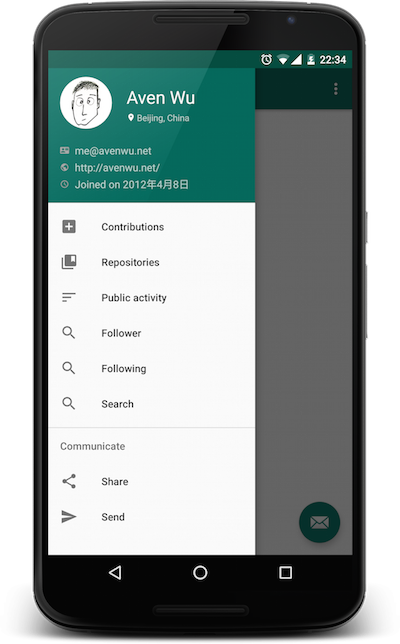 22:34
Aven Wu
Beijing, China
me@avenwu.net
http://avenwu.net/
Joined on 2012年4月8日
Contributions
Repositories
Public activity
Follower
Following
Search
Communicate
Share
Send